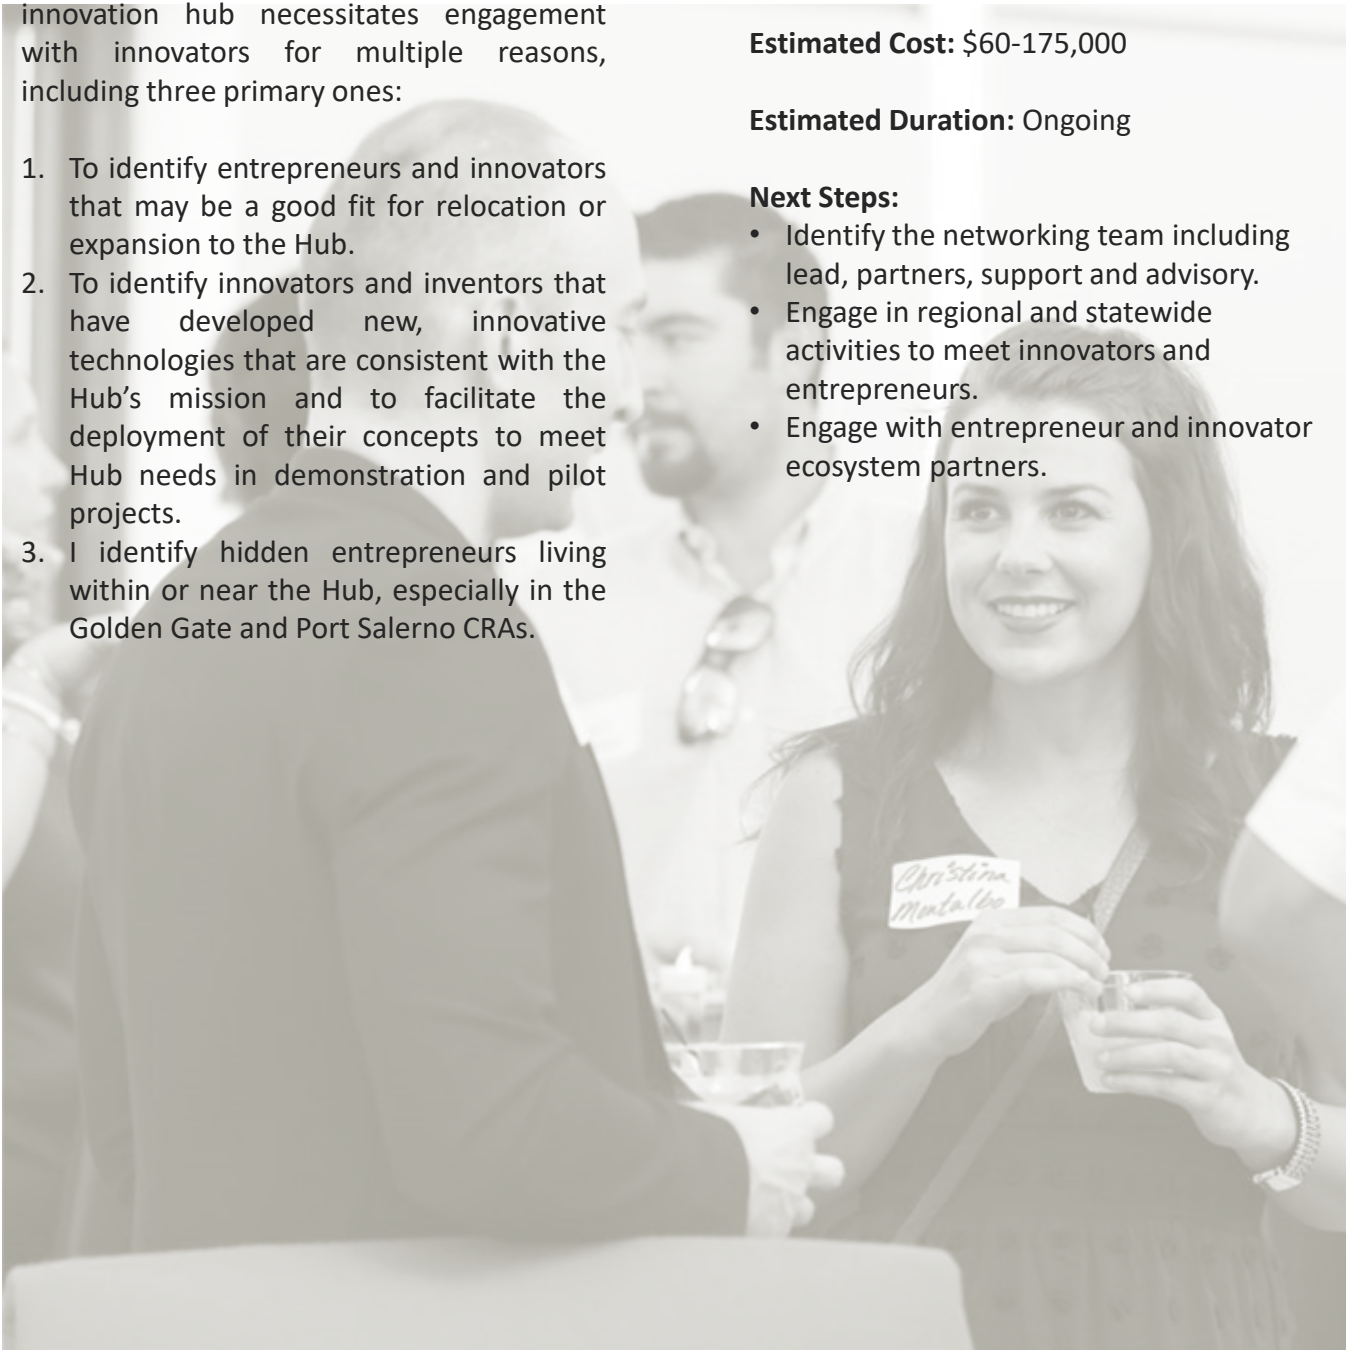 innovation hub necessitates engagement
with innovators for multiple reasons,
including three primary ones:
1. To identify entrepreneurs and innovators
that may be a good fit for relocation or
expansion to the Hub.
2. To identify innovators and inventors that
have developed new, innovative
technologies that are consistent with the
Hub’s mission and to facilitate the
deployment of their concepts to meet
Hub needs in demonstration and pilot
projects.
3. I identify hidden entrepreneurs living
within or near the Hub, especially in the
Golden Gate and Port Salerno CRAs.
Estimated Cost: $60-175,000
Estimated Duration: Ongoing
Next Steps:
• Identify the networking team including
lead, partners, support and advisory.
• Engage in regional and statewide
activities to meet innovators and
entrepreneurs.
• Engage with entrepreneur and innovator
ecosystem partners.
Christina
Montalbo